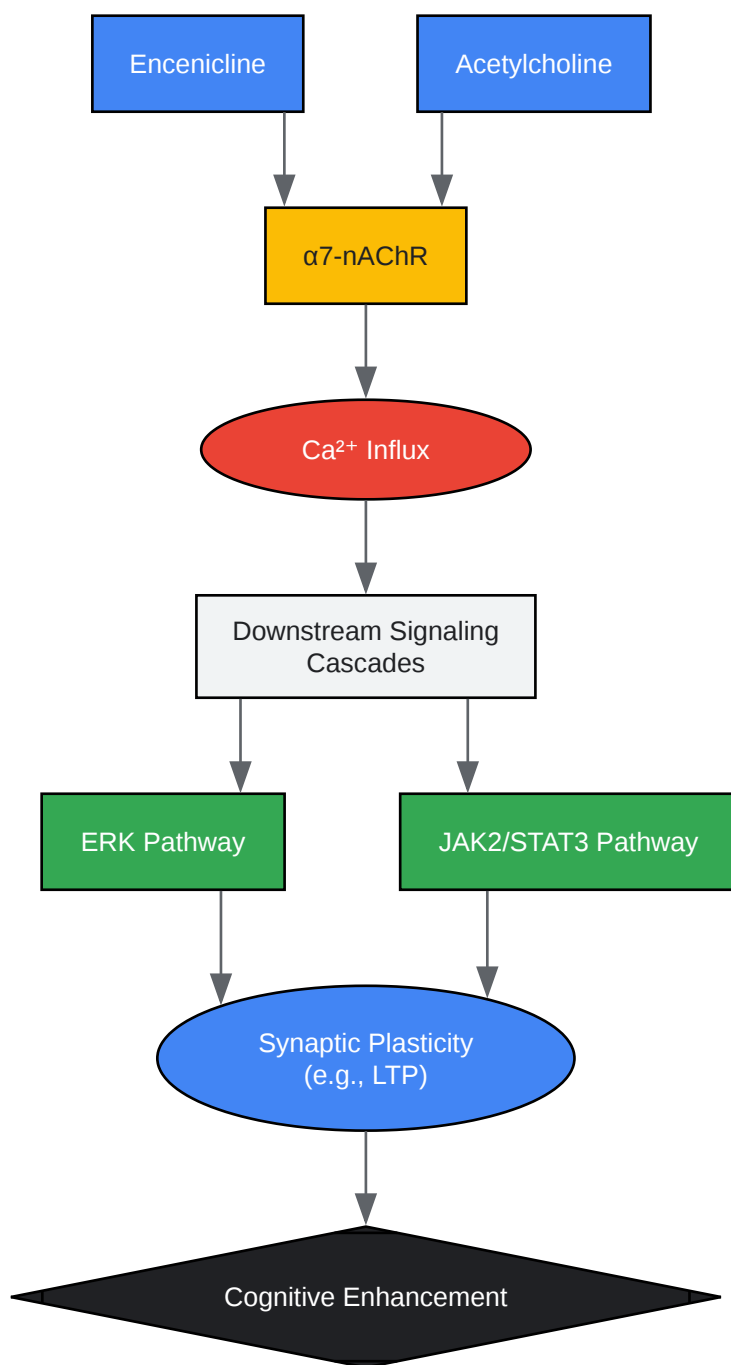 Encenicline
Acetylcholine
α7-nAChR
Ca²⁺ Influx
Downstream Signaling
Cascades
ERK Pathway
JAK2/STAT3 Pathway
Synaptic Plasticity
(e.g., LTP)
Cognitive Enhancement